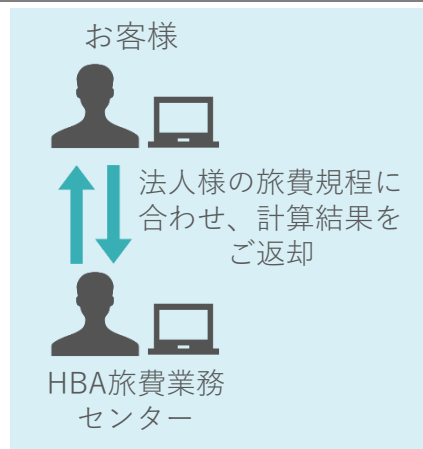 お客様
法人様の旅費規程に
合わせ、計算結果を
ご返却
HBA旅費業務
センター